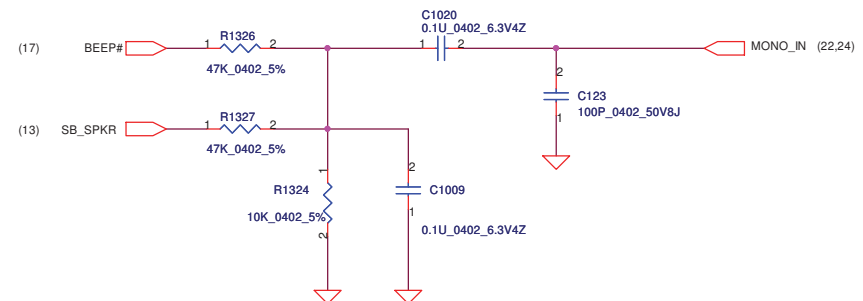 C1020
0.1U_0402_6.3V4Z
(17) BEEP# 1 R1326 2 1 2 MONO_IN (22,24)
47K_0402_5%
2
C123
1 100P_0402_50V8J
(13) SB_SPKR 1 R1327 2
47K_0402_5%
1 2
R1324 C1009
10K_0402_5% 1
2 0.1U_0402_6.3V4Z